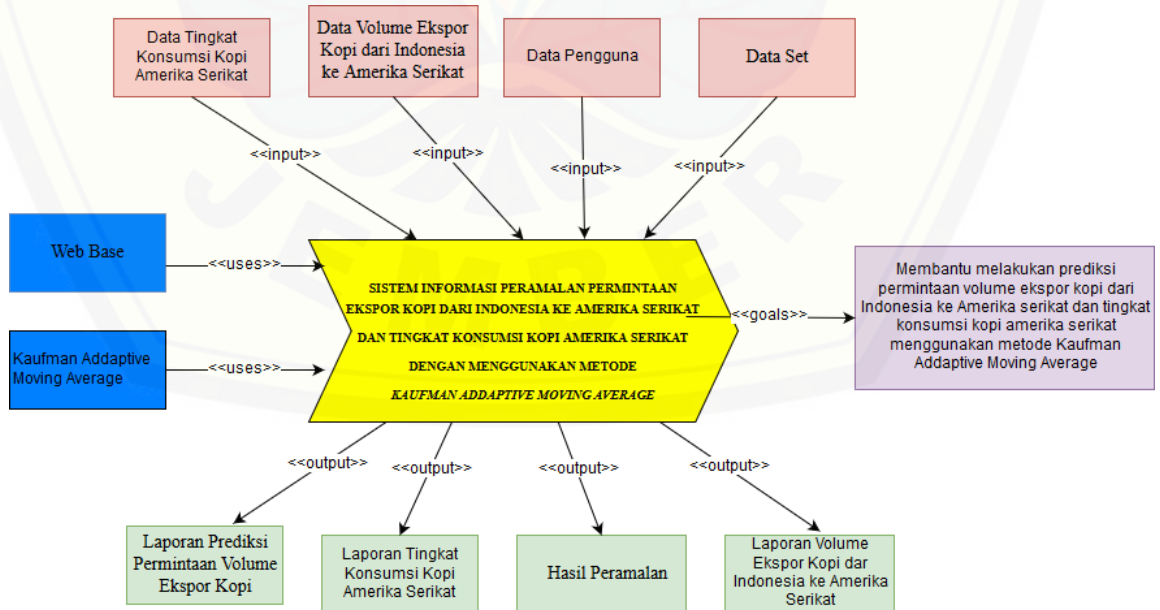 Data Tingkat
Konsumsi Kopi
Amerika Serikat
Data Volume Ekspor
Kopi dari Indonesia
ke Amerika Serikat
Data Pengguna
Data Set
<<input>>
<<input>>
<<input>>
<<input>>
JEMBER
Web Base
<<uses>>
Kaufman Addaptive
Moving Average
<<uses>>
SISTEM INFORMASI PERAMALAN PERMINTAAN
EKSPOR KOPI DARI INDONESIA KE AMERIKA SERIKAT
DAN TINGKAT KONSUMSI KOPI AMERIKA SERIKAT
DENGAN MENGGUNAKAN METODE
KAUFMAN ADDAPTIVE MOVING AVERAGE
<<goals>>
Membantu melakukan prediksi
permintaan volume ekspor kopi dari
Indonesia ke Amerika serikat dan tingkat
konsumsi kopi amerika serikat
menggunakan metode Kaufman
Addaptive Moving Average
<<output>>
<<output>>
<<output>>
<<output>>
Laporan Prediksi
Permintaan Volume
Ekspor Kopi
Laporan Tingkat
Konsumsi Kopi
Amerika Serikat
Hasil Peramalan
Laporan Volume
Ekspor Kopi dar
Indonesia ke Amerika
Serikat